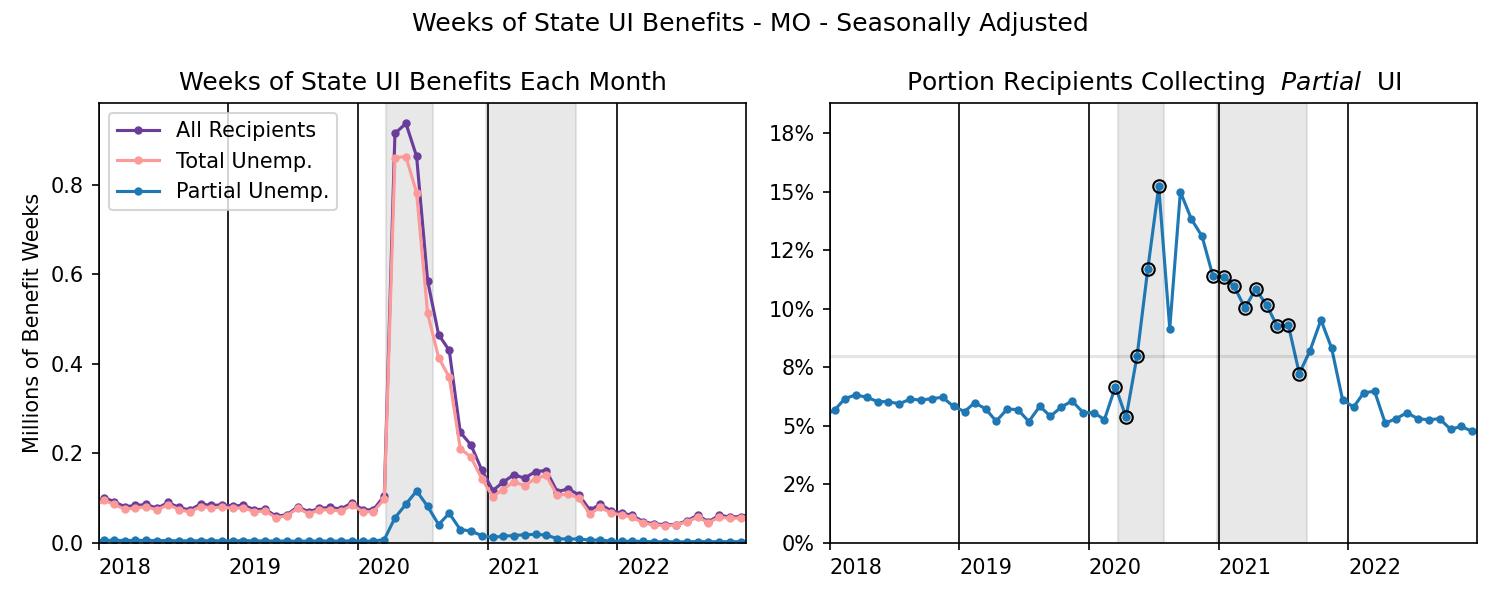 Weeks of State UI Benefits - MO - Seasonally Adjusted
Weeks of State UI Benefits Each Month
Millions of Benefit Weeks
0.8
0.6
0.4
0.2
0.0
All Recipients
Total Unemp.
Partial Unemp.
2018 2019 2020 2021 2022
Portion Recipients Collecting Partial UI
18%
15%
12%
10%
8%
5%
2%
0%
2018 2019 2020 2021 2022